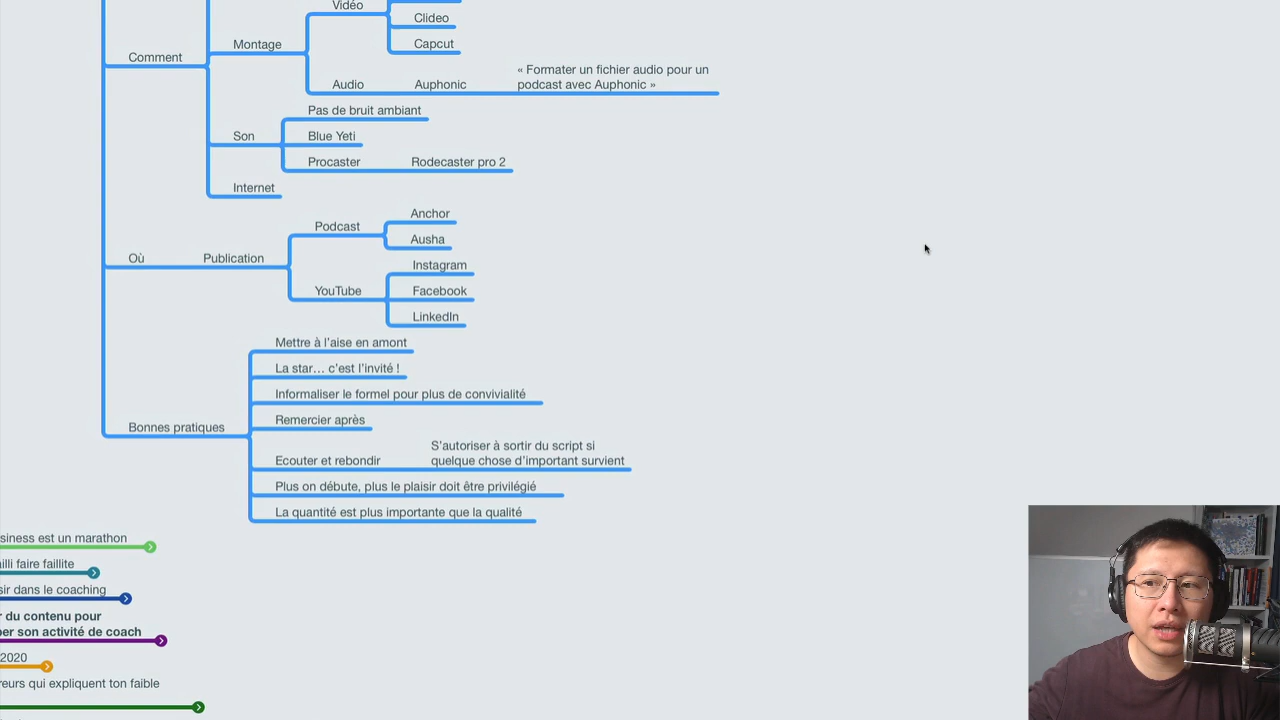 Vidéo
Clideo
Montage
Capcut
Comment
« Formater un fichier audio pour un
Audio
Auphonic
podcast avec Auphonic »
Pas de bruit ambiant
Son
Blue Yeti
Procaster
Rodecaster pro 2
Internet
Anchor
Podcast
Ausha
Où
Publication
Instagram
YouTube
Facebook
LinkedIn
Mettre à l'aise en amont
La star… c'est l'invité !
Informaliser le formel pour plus de convivialité
Remercier après
Bonnes pratiques
S'autoriser à sortir du script si
Ecouter et rebondir
quelque chose d'important survient
Plus on débute, plus le plaisir doit être privilégié
La quantité est plus importante que la qualité
siness est un marathon
illi faire faillite
sir dans le coaching
r du contenu pour
per son activité de coach
2020
reurs qui expliquent ton faible